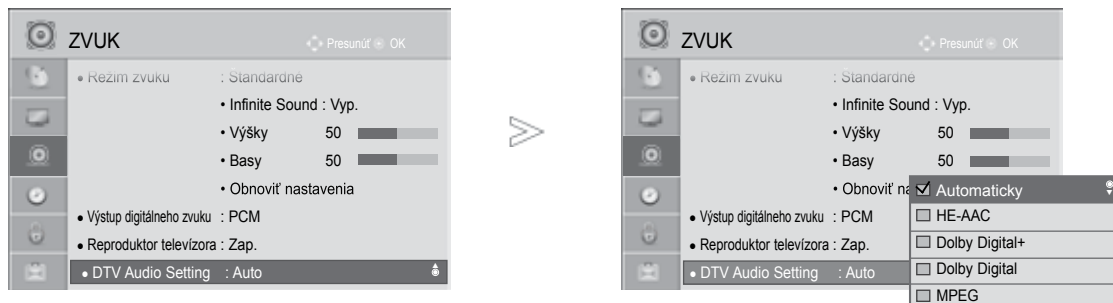 ZVUK
Presunúť OK
• Režim zvuku : Štandardné
• Infinite Sound : Vyp.
• Výšky 50
• Basy 50
• Obnoviť nastavenia
• Výstup digitálneho zvuku : PCM
• Reproduktor televízora : Zap.
• DTV Audio Setting : Auto
ZVUK
Presunúť OK
• Režim zvuku : Štandardné
• Infinite Sound : Vyp.
• Výšky 50
• Basy 50
• Obnoviť na
• Výstup digitálneho zvuku : PCM
• Reproduktor televízora : Zap.
• DTV Audio Setting : Auto
Automaticky
HE-AAC
Dolby Digital+
Dolby Digital
MPEG